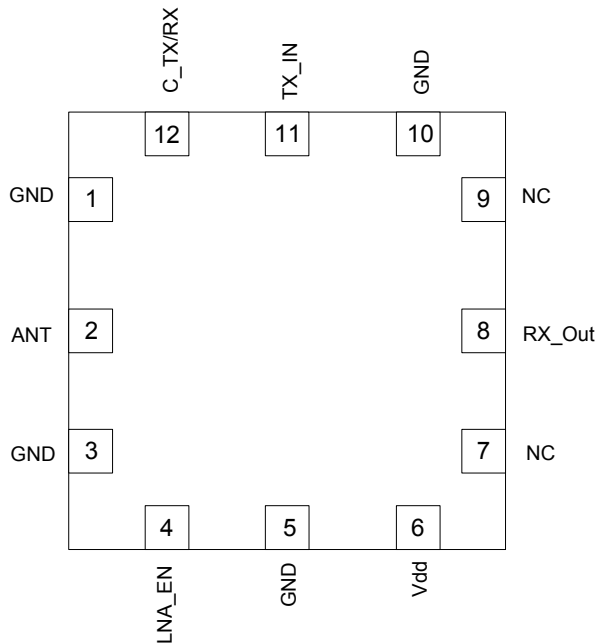 C_TX/RX
TX_IN
GND
12
11
10
GND
1
9
NC
ANT
2
8
RX_Out
GND
3
7
NC
4
5
6
LNA_EN
GND
Vdd